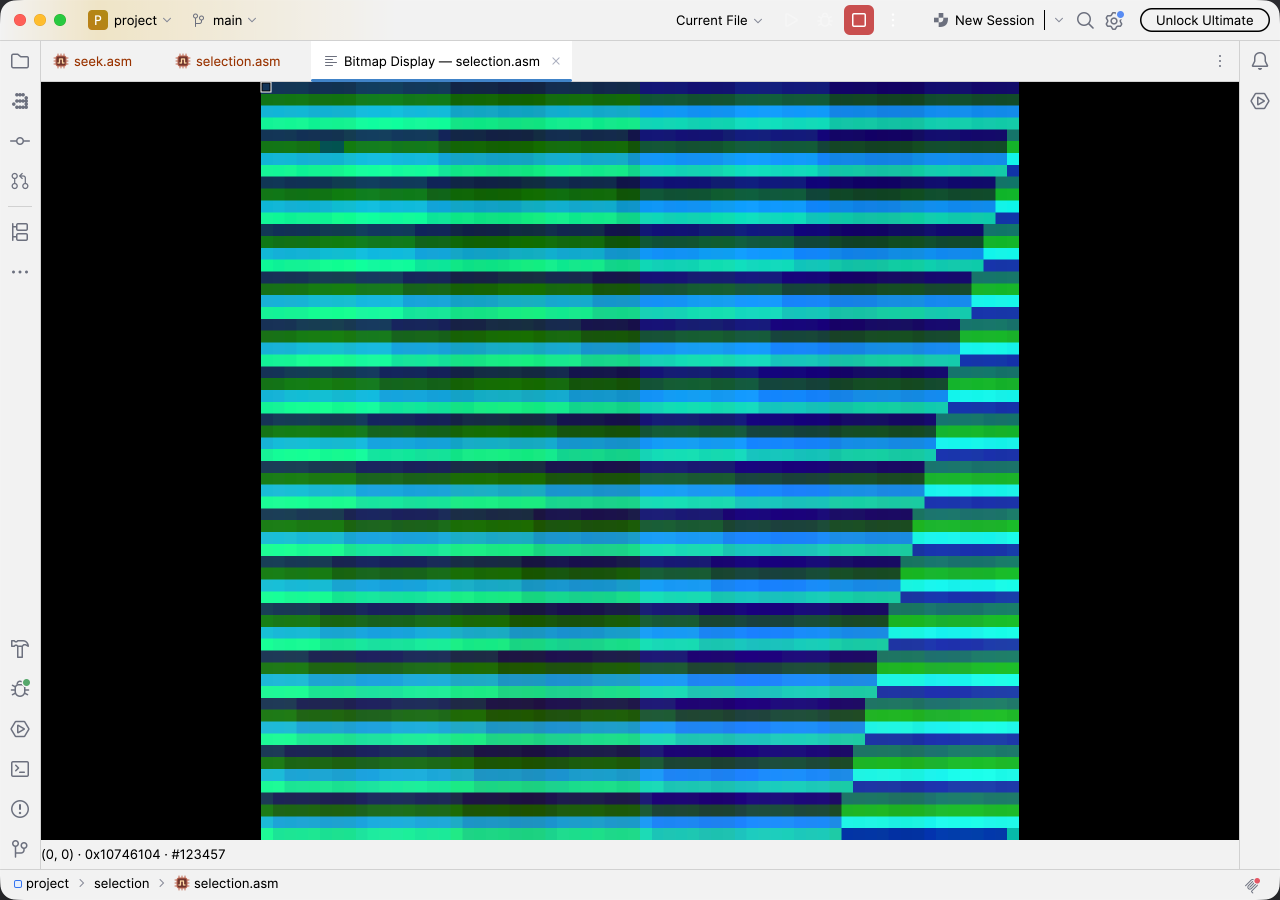 P project main Current File New Session Unlock Ultimate
seek.asm selection.asm Bitmap Display — selection.asm
(0, 0) · 0x10746104 · #123457
project selection selection.asm